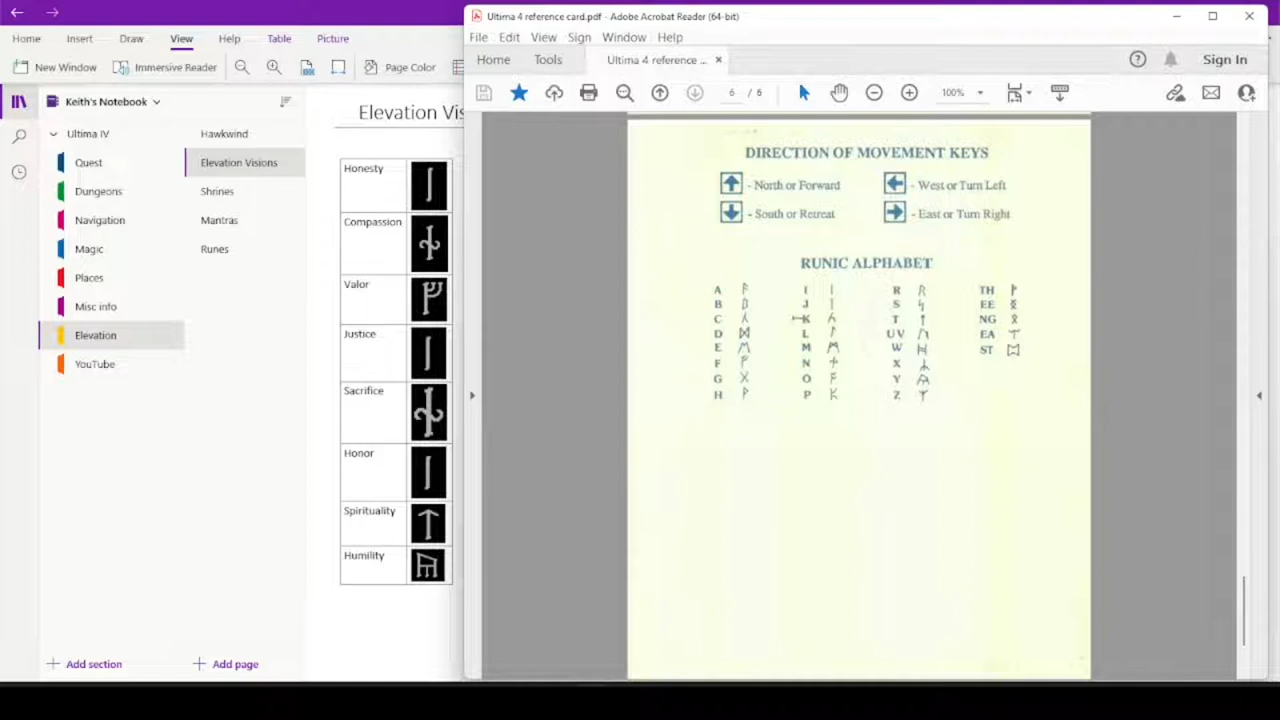 Ultima 4 reference card.pdf - Adobe Acrobat Reader (64-bit)
Home Insert Draw View Help Table Picture
New Window Immersive Reader Page Color
Keith's Notebook
Ultima IV
Quest
Dungeons
Navigation
Magic
Places
Misc info
Elevation
YouTube
Add section
Hawkwind
Elevation Visions
Shrines
Mantras
Runes
Add page
Elevation Vis
Honesty
Compassion
Valor
Justice
Sacrifice
Honor
Spirituality
Humility
File Edit View Sign Window Help
Home Tools Ultima 4 reference ... Sign In
6 / 6 100%
DIRECTION OF MOVEMENT KEYS
- North or Forward - West or Turn Left
- South or Retreat - East or Turn Right
RUNIC ALPHABET
A ᚨ I ᛁ R ᚱ TH ᚦ
B ᛒ J ᛁ S ᛋ EE
C K T ᛏ NG
D ᛞ L ᛚ UV ᚢ EA
E M W ST
F ᚠ N ᚾ X
G ᚷ O Y
H P Z